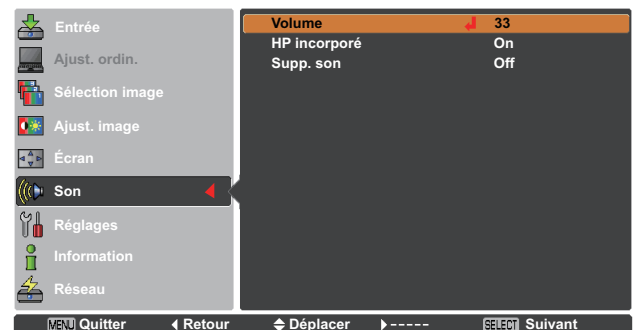 Entrée
Ajust. ordin.
Sélection image
Ajust. image
Écran
Son
Réglages
Information
Réseau
Volume 33
HP incorporé On
Supp. son Off
MENU Quitter Retour Déplacer ----- SELECT Suivant